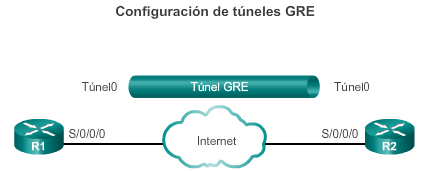 Configuración de túneles GRE
Túnel0
Túnel GRE
Túnel0
S/0/0/0
Internet
S/0/0/0
R1
R2